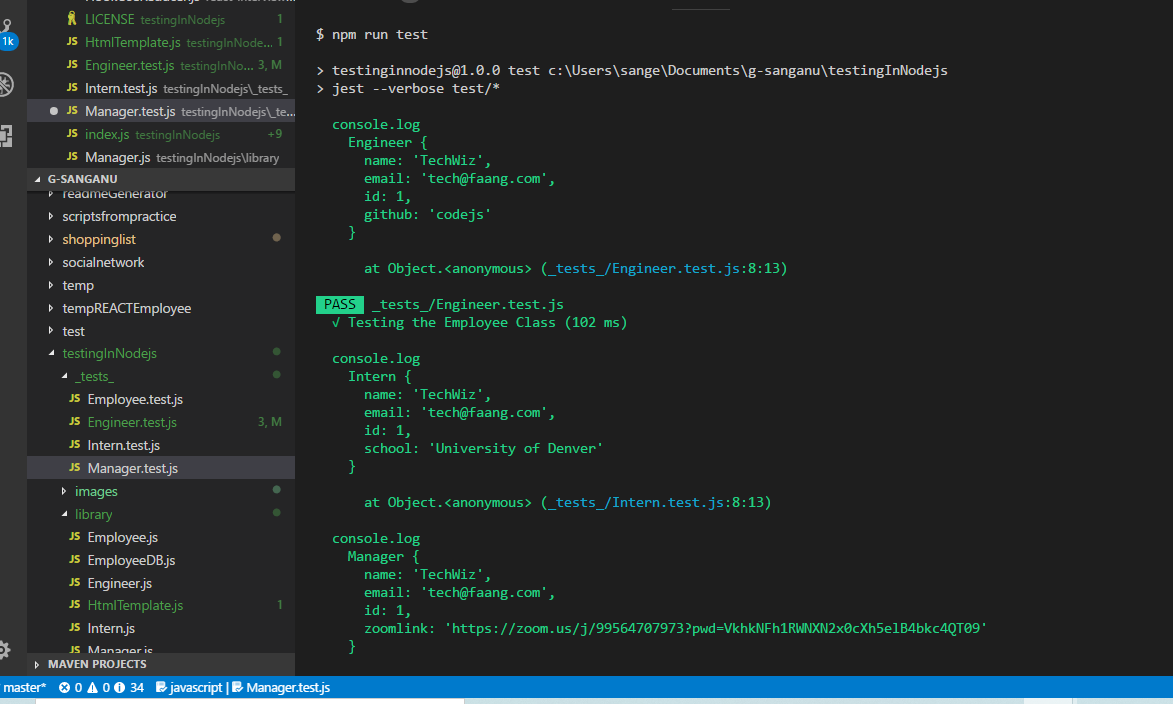 1k
LICENSE testingInNodejs 1
JS HtmlTemplate.js testingInNode... 1
JS Engineer.test.js testingInNo... 3, M
JS Intern.test.js testingInNodejs\_tests_
JS Manager.test.js testingInNodejs\_te...
JS index.js testingInNodejs +9
JS Manager.js testingInNodejs\library
G-SANGANU
readmeGenerator
scriptsfrompractice
shoppinglist
socialnetwork
temp
tempREACTEmployee
test
testingInNodejs
_tests_
JS Employee.test.js
JS Engineer.test.js 3, M
JS Intern.test.js
JS Manager.test.js
images
library
JS Employee.js
JS EmployeeDB.js
JS Engineer.js
JS HtmlTemplate.js 1
JS Intern.js
JS Manager.js
MAVEN PROJECTS
$ npm run test
> testinginnodejs@1.0.0 test c:\Users\sange\Documents\g-sanganu\testingInNodejs
> jest --verbose test/*
console.log
Engineer {
name: 'TechWiz',
email: 'tech@faang.com',
id: 1,
github: 'codejs'
}
at Object.<anonymous> (_tests_/Engineer.test.js:8:13)
PASS _tests_/Engineer.test.js
√ Testing the Employee Class (102 ms)
console.log
Intern {
name: 'TechWiz',
email: 'tech@faang.com',
id: 1,
school: 'University of Denver'
}
at Object.<anonymous> (_tests_/Intern.test.js:8:13)
console.log
Manager {
name: 'TechWiz',
email: 'tech@faang.com',
id: 1,
zoomlink: 'https://zoom.us/j/99564707973?pwd=VkhkNFh1RWNXN2x0cXh5elB4bkc4QT09'
}
master* 0 0 34 javascript | Manager.test.js